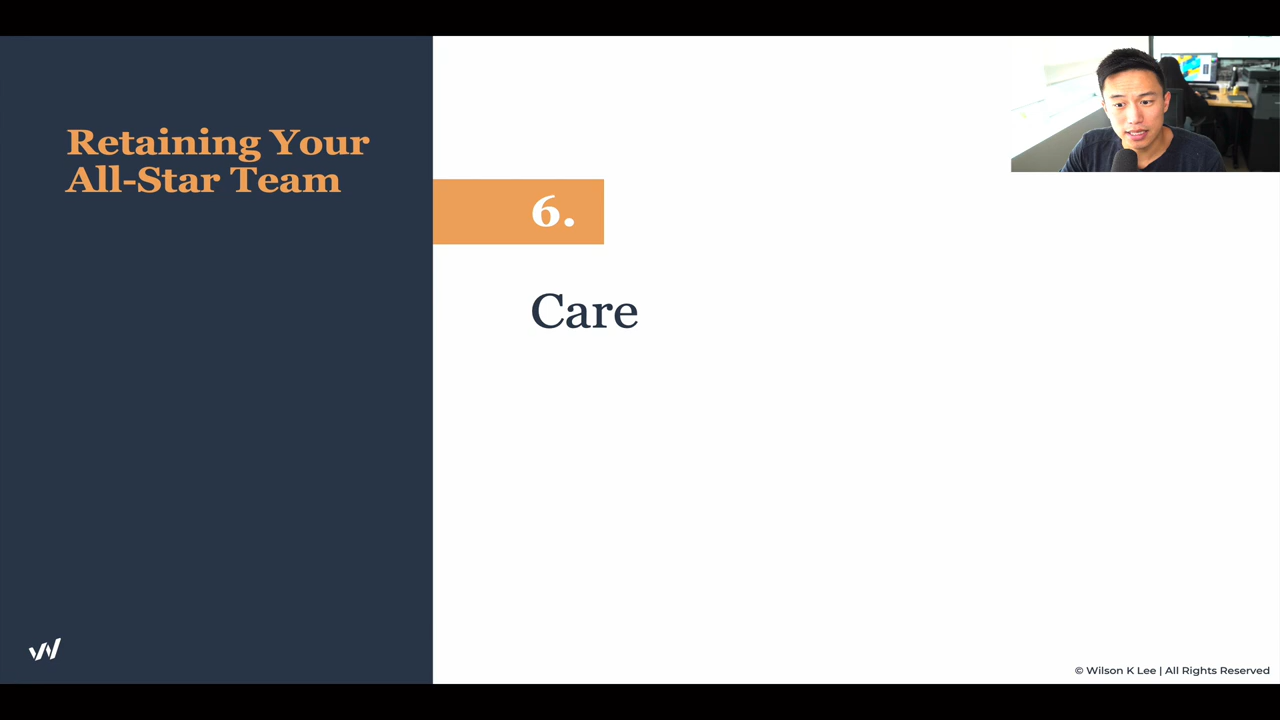 Retaining Your
All-Star Team
6.
Care
© Wilson K Lee | All Rights Reserved